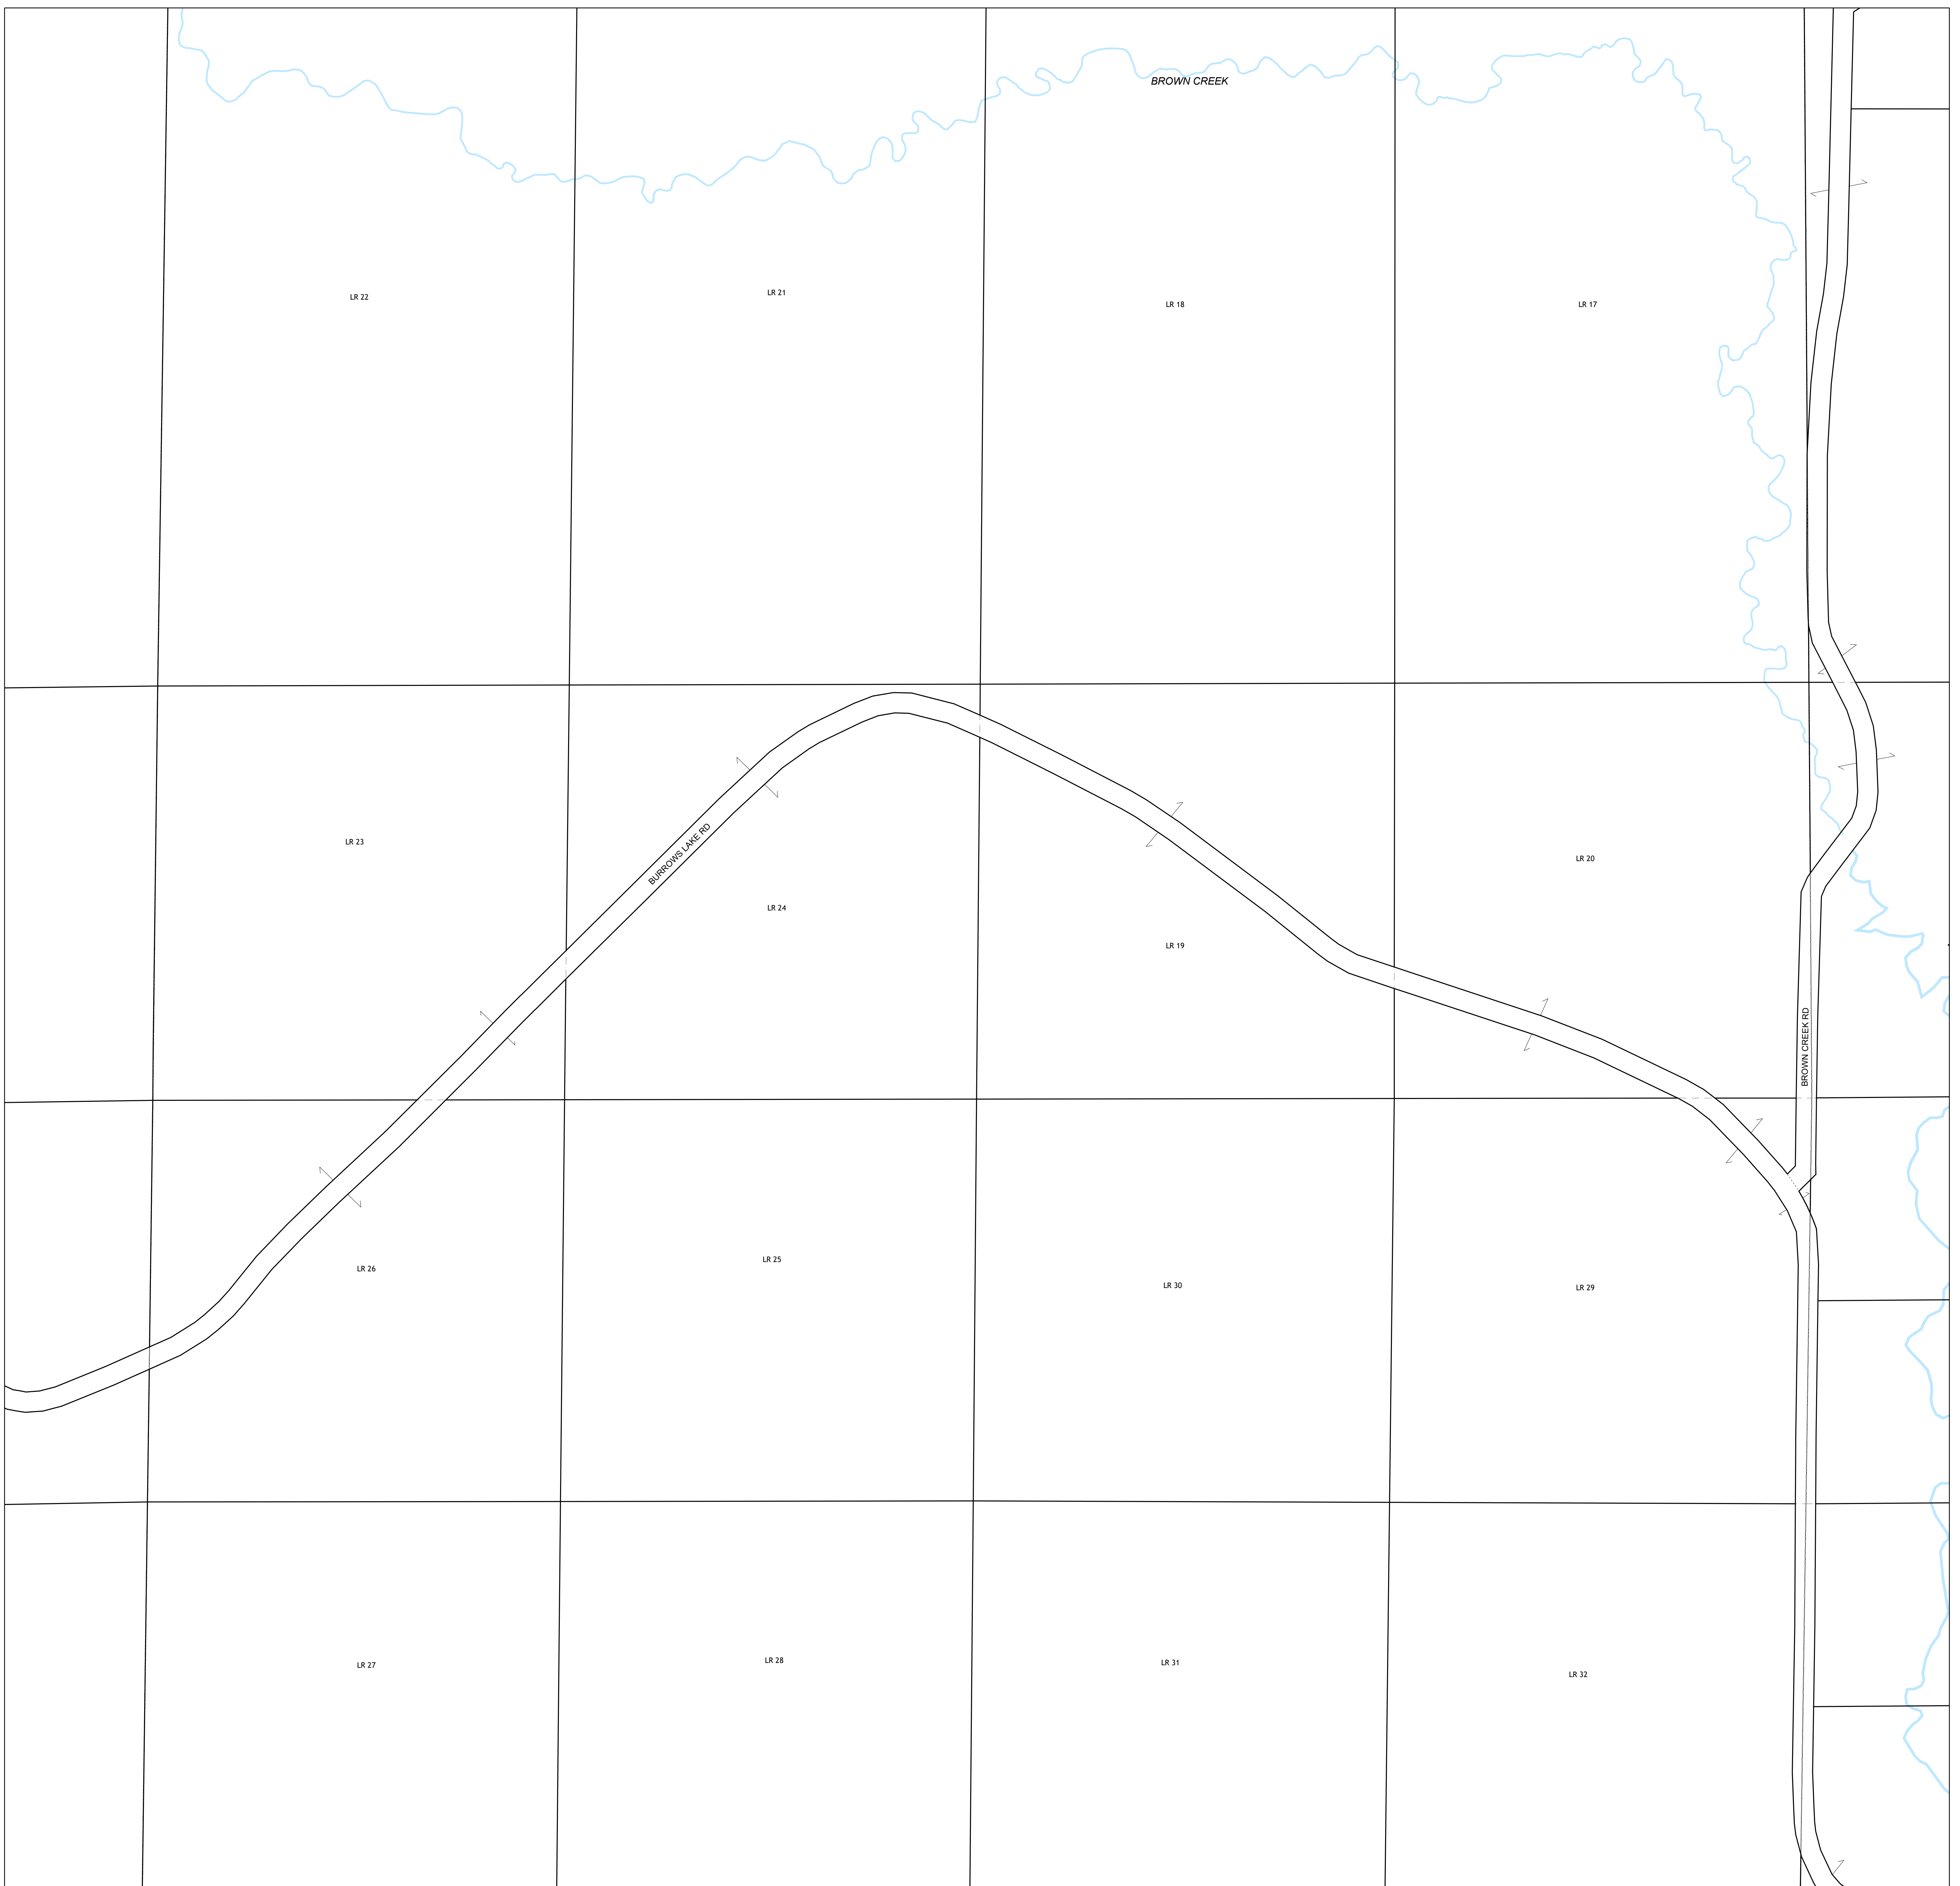 BROWN CREEK
LR 22
LR 21
LR 18
LR 17
LR 23
BURROWS LAKE RD
LR 24
LR 19
LR 20
BROWN CREEK RD
LR 26
LR 25
LR 30
LR 29
LR 27
LR 28
LR 31
LR 32